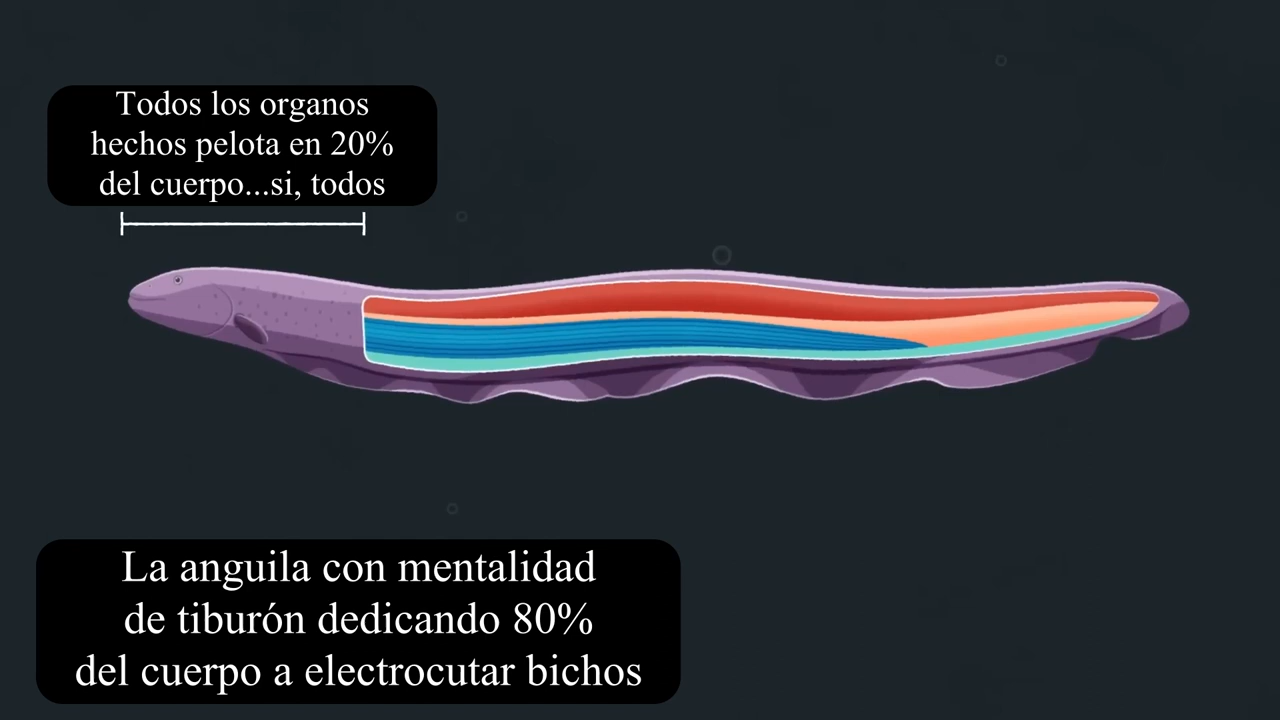 Todos los organos
hechos pelota en 20%
del cuerpo...si, todos
La anguila con mentalidad
de tiburón dedicando 80%
del cuerpo a electrocutar bichos